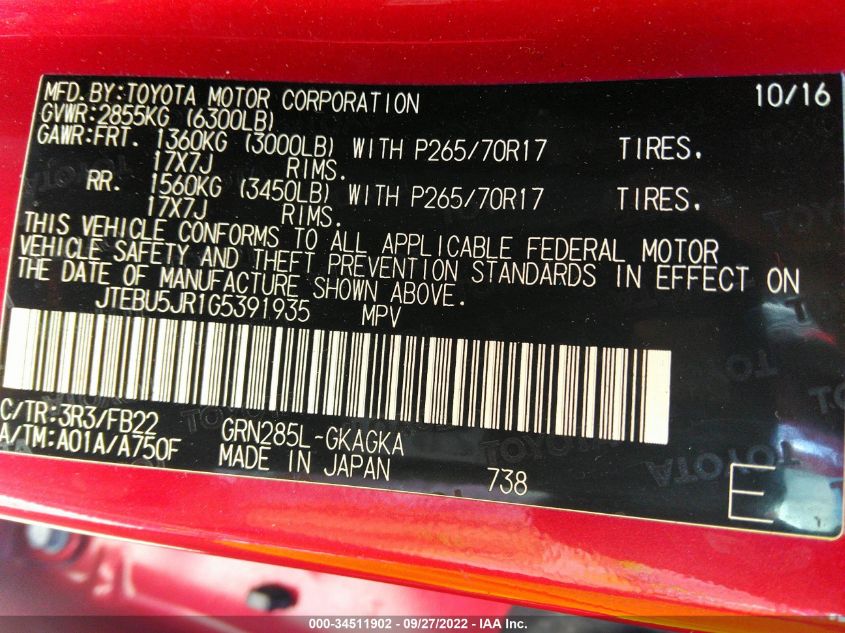 MFD. BY: TOYOTA MOTOR CORPORATION 10/16
GVWR: 2855KG (6300LB)
GAWR: FRT. 1360KG (3000LB) WITH P265/70R17 TIRES.
17X7J RIMS.
RR. 1560KG (3450LB) WITH P265/70R17 TIRES.
17X7J RIMS.
THIS VEHICLE CONFORMS TO ALL APPLICABLE FEDERAL MOTOR
VEHICLE SAFETY AND THEFT PREVENTION STANDARDS IN EFFECT ON
THE DATE OF MANUFACTURE SHOWN ABOVE.
JTEBU5JR1G5391935 MPV
C/TR: 3R3/FB22 GRN285L-GKAGKA
A/TM: A01A/A750F MADE IN JAPAN 738 E
000-34511902 - 09/27/2022 - IAA Inc.